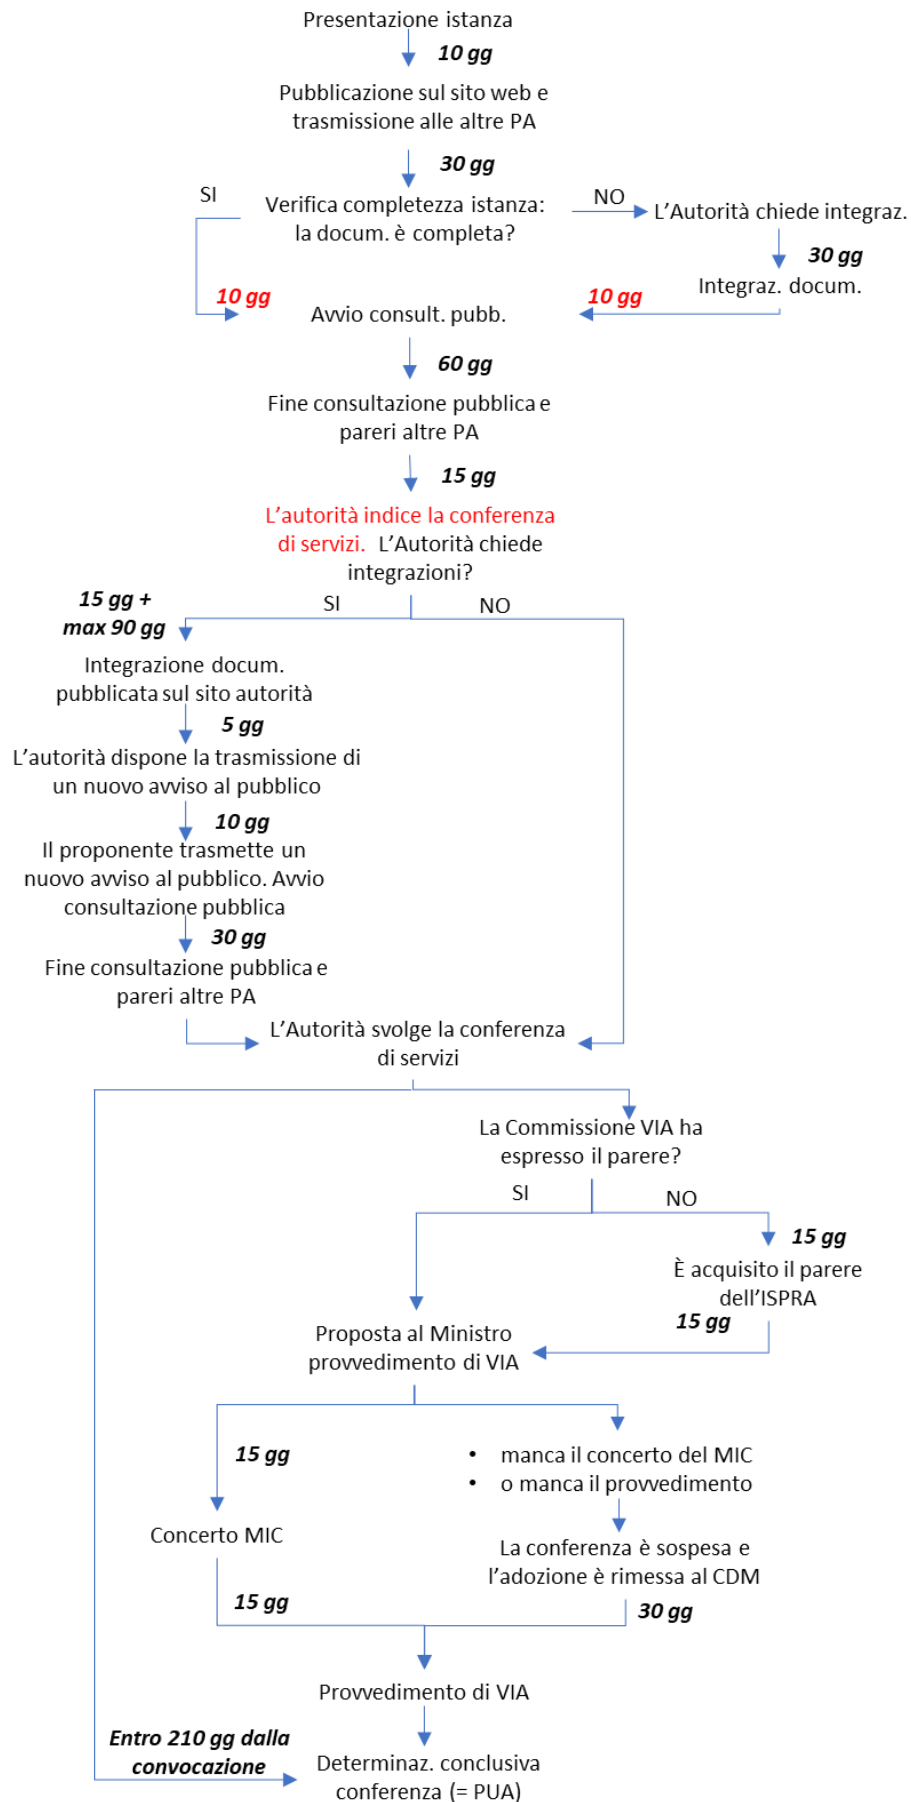 Presentazione istanza
10 gg
Pubblicazione sul sito web e
trasmissione alle altre PA
30 gg
SI
Verifica completezza istanza:
la docum. è completa?
NO
L'Autorità chiede integraz.
30 gg
Integraz. docum.
10 gg
10 gg
Avvio consult. pubb.
60 gg
Fine consultazione pubblica e
pareri altre PA
15 gg
L'autorità indice la conferenza
di servizi. L'Autorità chiede
integrazioni?
SI
NO
15 gg +
max 90 gg
Integrazione docum.
pubblicata sul sito autorità
5 gg
L'autorità dispone la trasmissione di
un nuovo avviso al pubblico
10 gg
Il proponente trasmette un
nuovo avviso al pubblico. Avvio
consultazione pubblica
30 gg
Fine consultazione pubblica e
pareri altre PA
L'Autorità svolge la conferenza
di servizi
La Commissione VIA ha
espresso il parere?
SI
NO
15 gg
È acquisito il parere
dell'ISPRA
15 gg
Proposta al Ministro
provvedimento di VIA
15 gg
• manca il concerto del MIC
• o manca il provvedimento
Concerto MIC
La conferenza è sospesa e
l'adozione è rimessa al CDM
15 gg
30 gg
Provvedimento di VIA
Entro 210 gg dalla
convocazione
Determinaz. conclusiva
conferenza (= PUA)